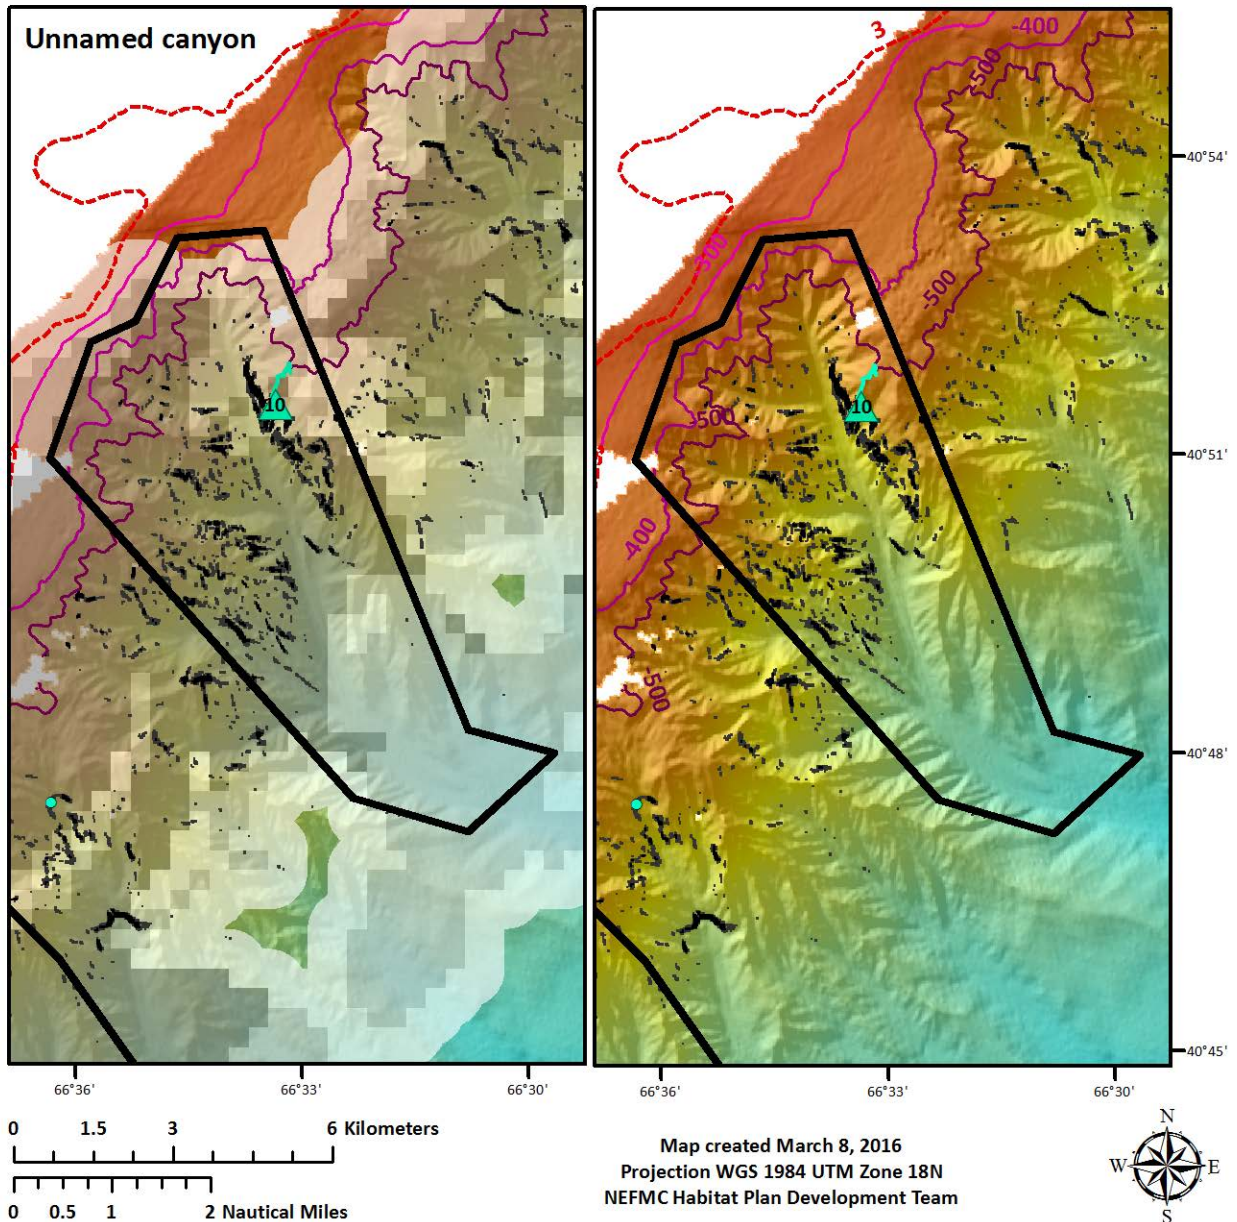 Unnamed canyon
10
3
-400
-500
-300
-500
10
-500
-400
-500
40°54'
40°51'
40°48'
40°45'
66°36'
66°33'
66°30'
66°36'
66°33'
66°30'
0 1.5 3 6 Kilometers
0 0.5 1 2 Nautical Miles
Map created March 8, 2016
Projection WGS 1984 UTM Zone 18N
NEFMC Habitat Plan Development Team
N
W E
S